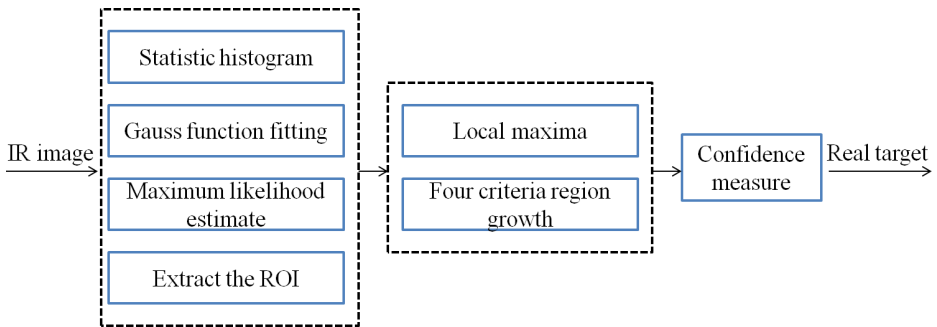 IR image
Statistic histogram
Gauss function fitting
Maximum likelihood
estimate
Extract the ROI
Local maxima
Four criteria region
growth
Confidence
measure
Real target